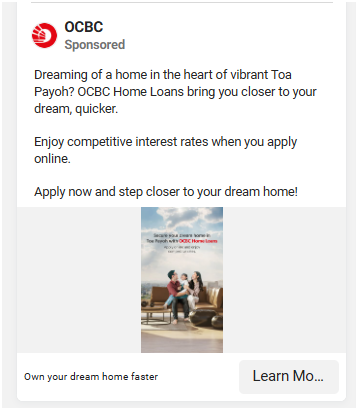 OCBC
Sponsored
Dreaming of a home in the heart of vibrant Toa
Payoh? OCBC Home Loans bring you closer to your
dream, quicker.
Enjoy competitive interest rates when you apply
online.
Apply now and step closer to your dream home!
Secure your dream home in
Toa Payoh with OCBC Home Loans
Own your dream home faster
Learn Mo...